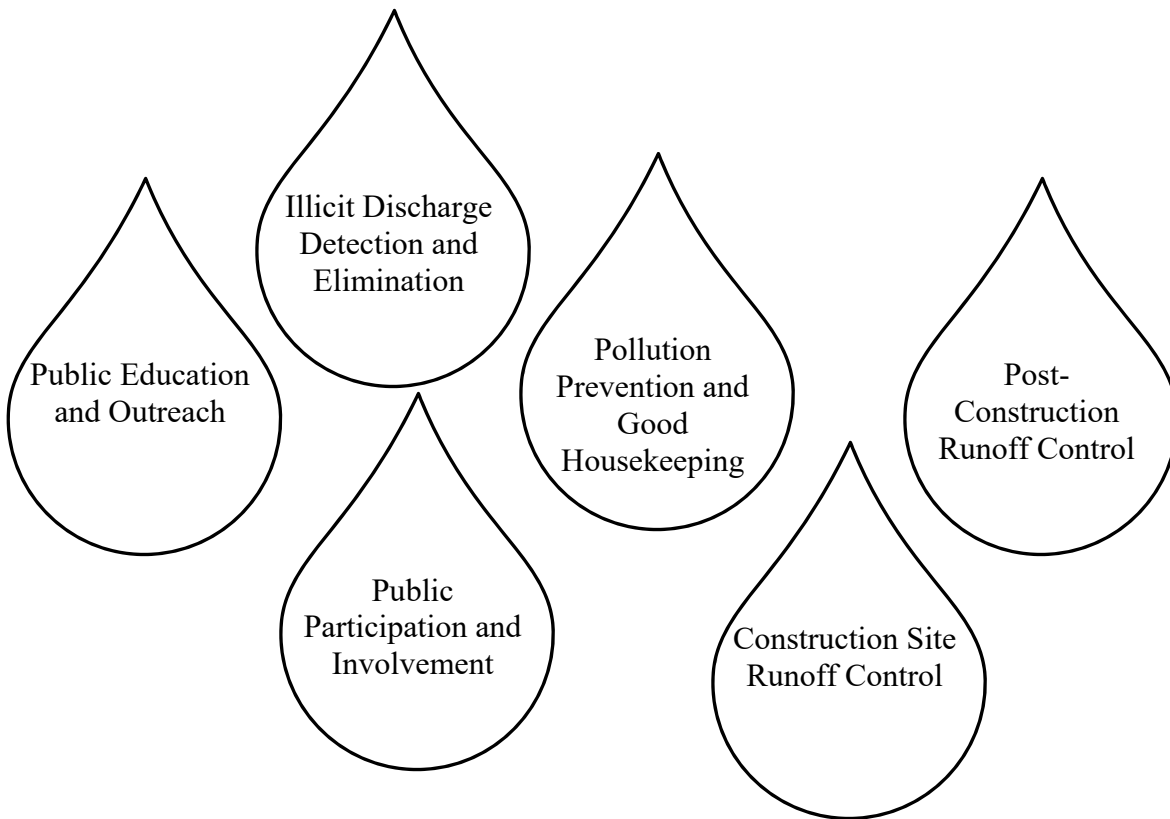 Illicit Discharge
Detection and
Elimination
Public Education
and Outreach
Pollution
Prevention and
Good
Housekeeping
Post-
Construction
Runoff Control
Public
Participation and
Involvement
Construction Site
Runoff Control